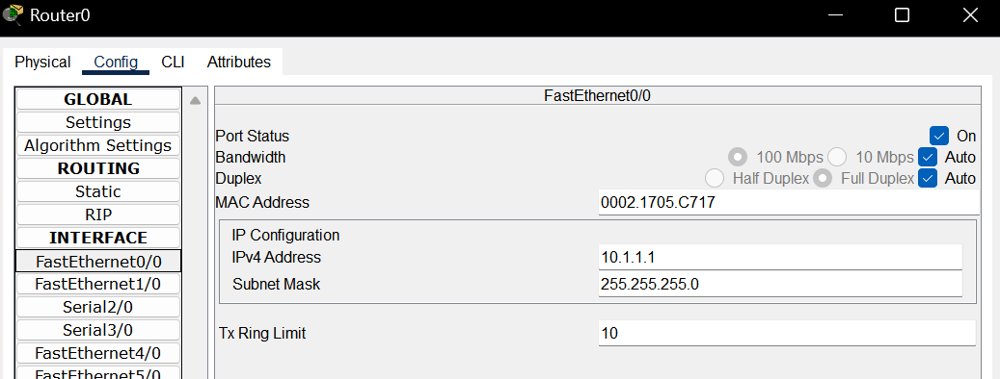 Router0
Physical Config CLI Attributes
GLOBAL
Settings
Algorithm Settings
ROUTING
Static
RIP
INTERFACE
FastEthernet0/0
FastEthernet1/0
Serial2/0
Serial3/0
FastEthernet4/0
FastEthernet5/0
FastEthernet0/0
Port Status On
Bandwidth 100 Mbps 10 Mbps Auto
Duplex Half Duplex Full Duplex Auto
MAC Address 0002.1705.C717
IP Configuration
IPv4 Address 10.1.1.1
Subnet Mask 255.255.255.0
Tx Ring Limit 10